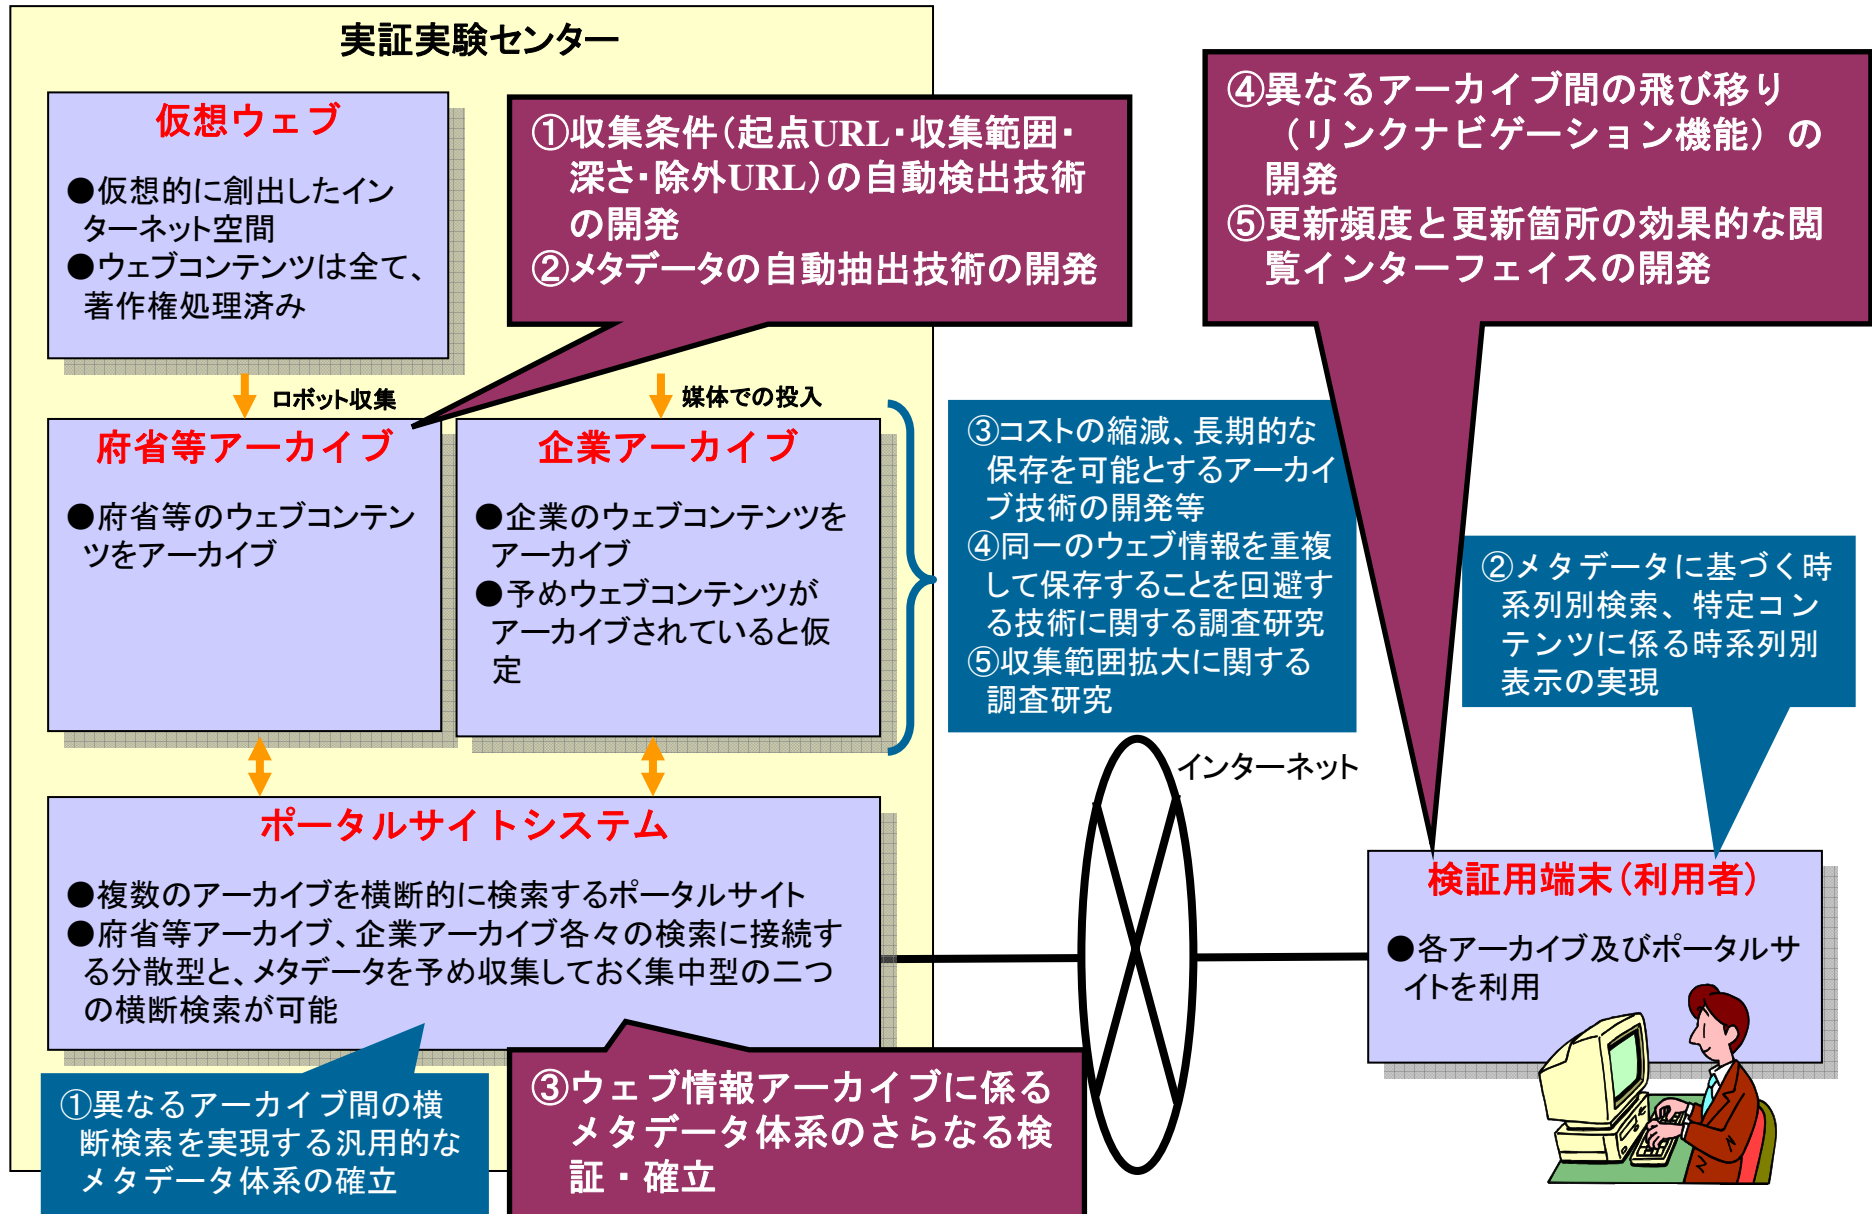 実証実験センター
仮想ウェブ
●仮想的に創出したイン
ターネット空間
●ウェブコンテンツは全て、
著作権処理済み
①収集条件（起点URL・収集範囲・
深さ・除外URL）の自動検出技術
の開発
②メタデータの自動抽出技術の開発
④異なるアーカイブ間の飛び移り
（リンクナビゲーション機能）の
開発
⑤更新頻度と更新箇所の効果的な閲
覧インターフェイスの開発
ロボット収集
媒体での投入
府省等アーカイブ
●府省等のウェブコンテン
ツをアーカイブ
企業アーカイブ
●企業のウェブコンテンツを
アーカイブ
●予めウェブコンテンツが
アーカイブされていると仮
定
③コストの縮減、長期的な
保存を可能とするアーカイ
ブ技術の開発等
④同一のウェブ情報を重複
して保存することを回避す
る技術に関する調査研究
⑤収集範囲拡大に関する
調査研究
②メタデータに基づく時
系列別検索、特定コン
テンツに係る時系列別
表示の実現
インターネット
ポータルサイトシステム
●複数のアーカイブを横断的に検索するポータルサイト
●府省等アーカイブ、企業アーカイブ各々の検索に接続す
る分散型と、メタデータを予め収集しておく集中型の二つ
の横断検索が可能
検証用端末（利用者）
●各アーカイブ及びポータルサ
イトを利用
①異なるアーカイブ間の横
断検索を実現する汎用的な
メタデータ体系の確立
③ウェブ情報アーカイブに係る
メタデータ体系のさらなる検
証・確立